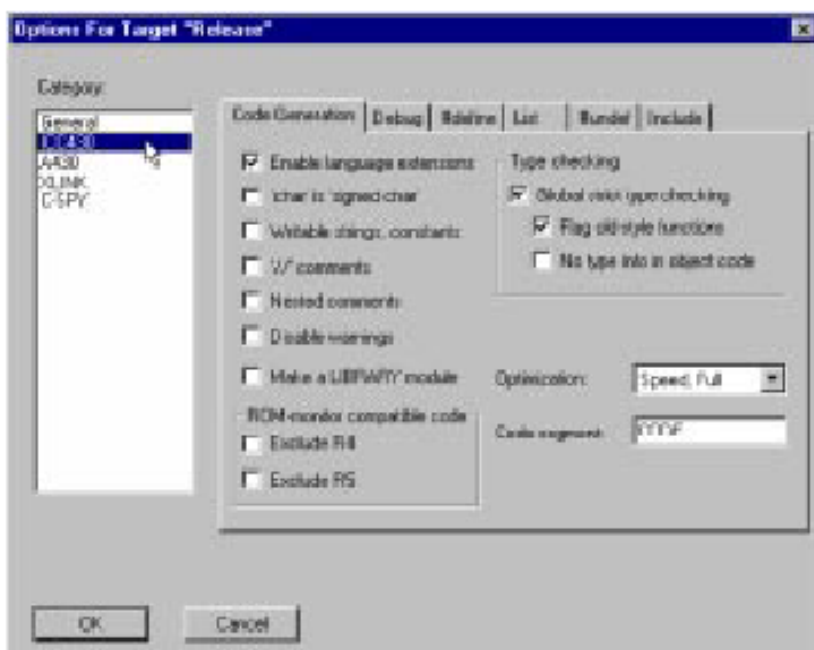 Options For Target "Release"
Category:
General
ICC430
A430
XLINK
C-SPY
Code Generation
Debug
#define
List
#undef
Include
Enable language extensions
'char' is 'signed char'
Writable strings, constants
'//' comments
Nested comments
Disable warnings
Make a LIBRARY module
ROM-monitor compatible code
Exclude R4
Exclude R5
Type checking
Global strict type checking
Flag old-style functions
No type info in object code
Optimization:
Speed, Full
Code segment:
CODE
OK
Cancel